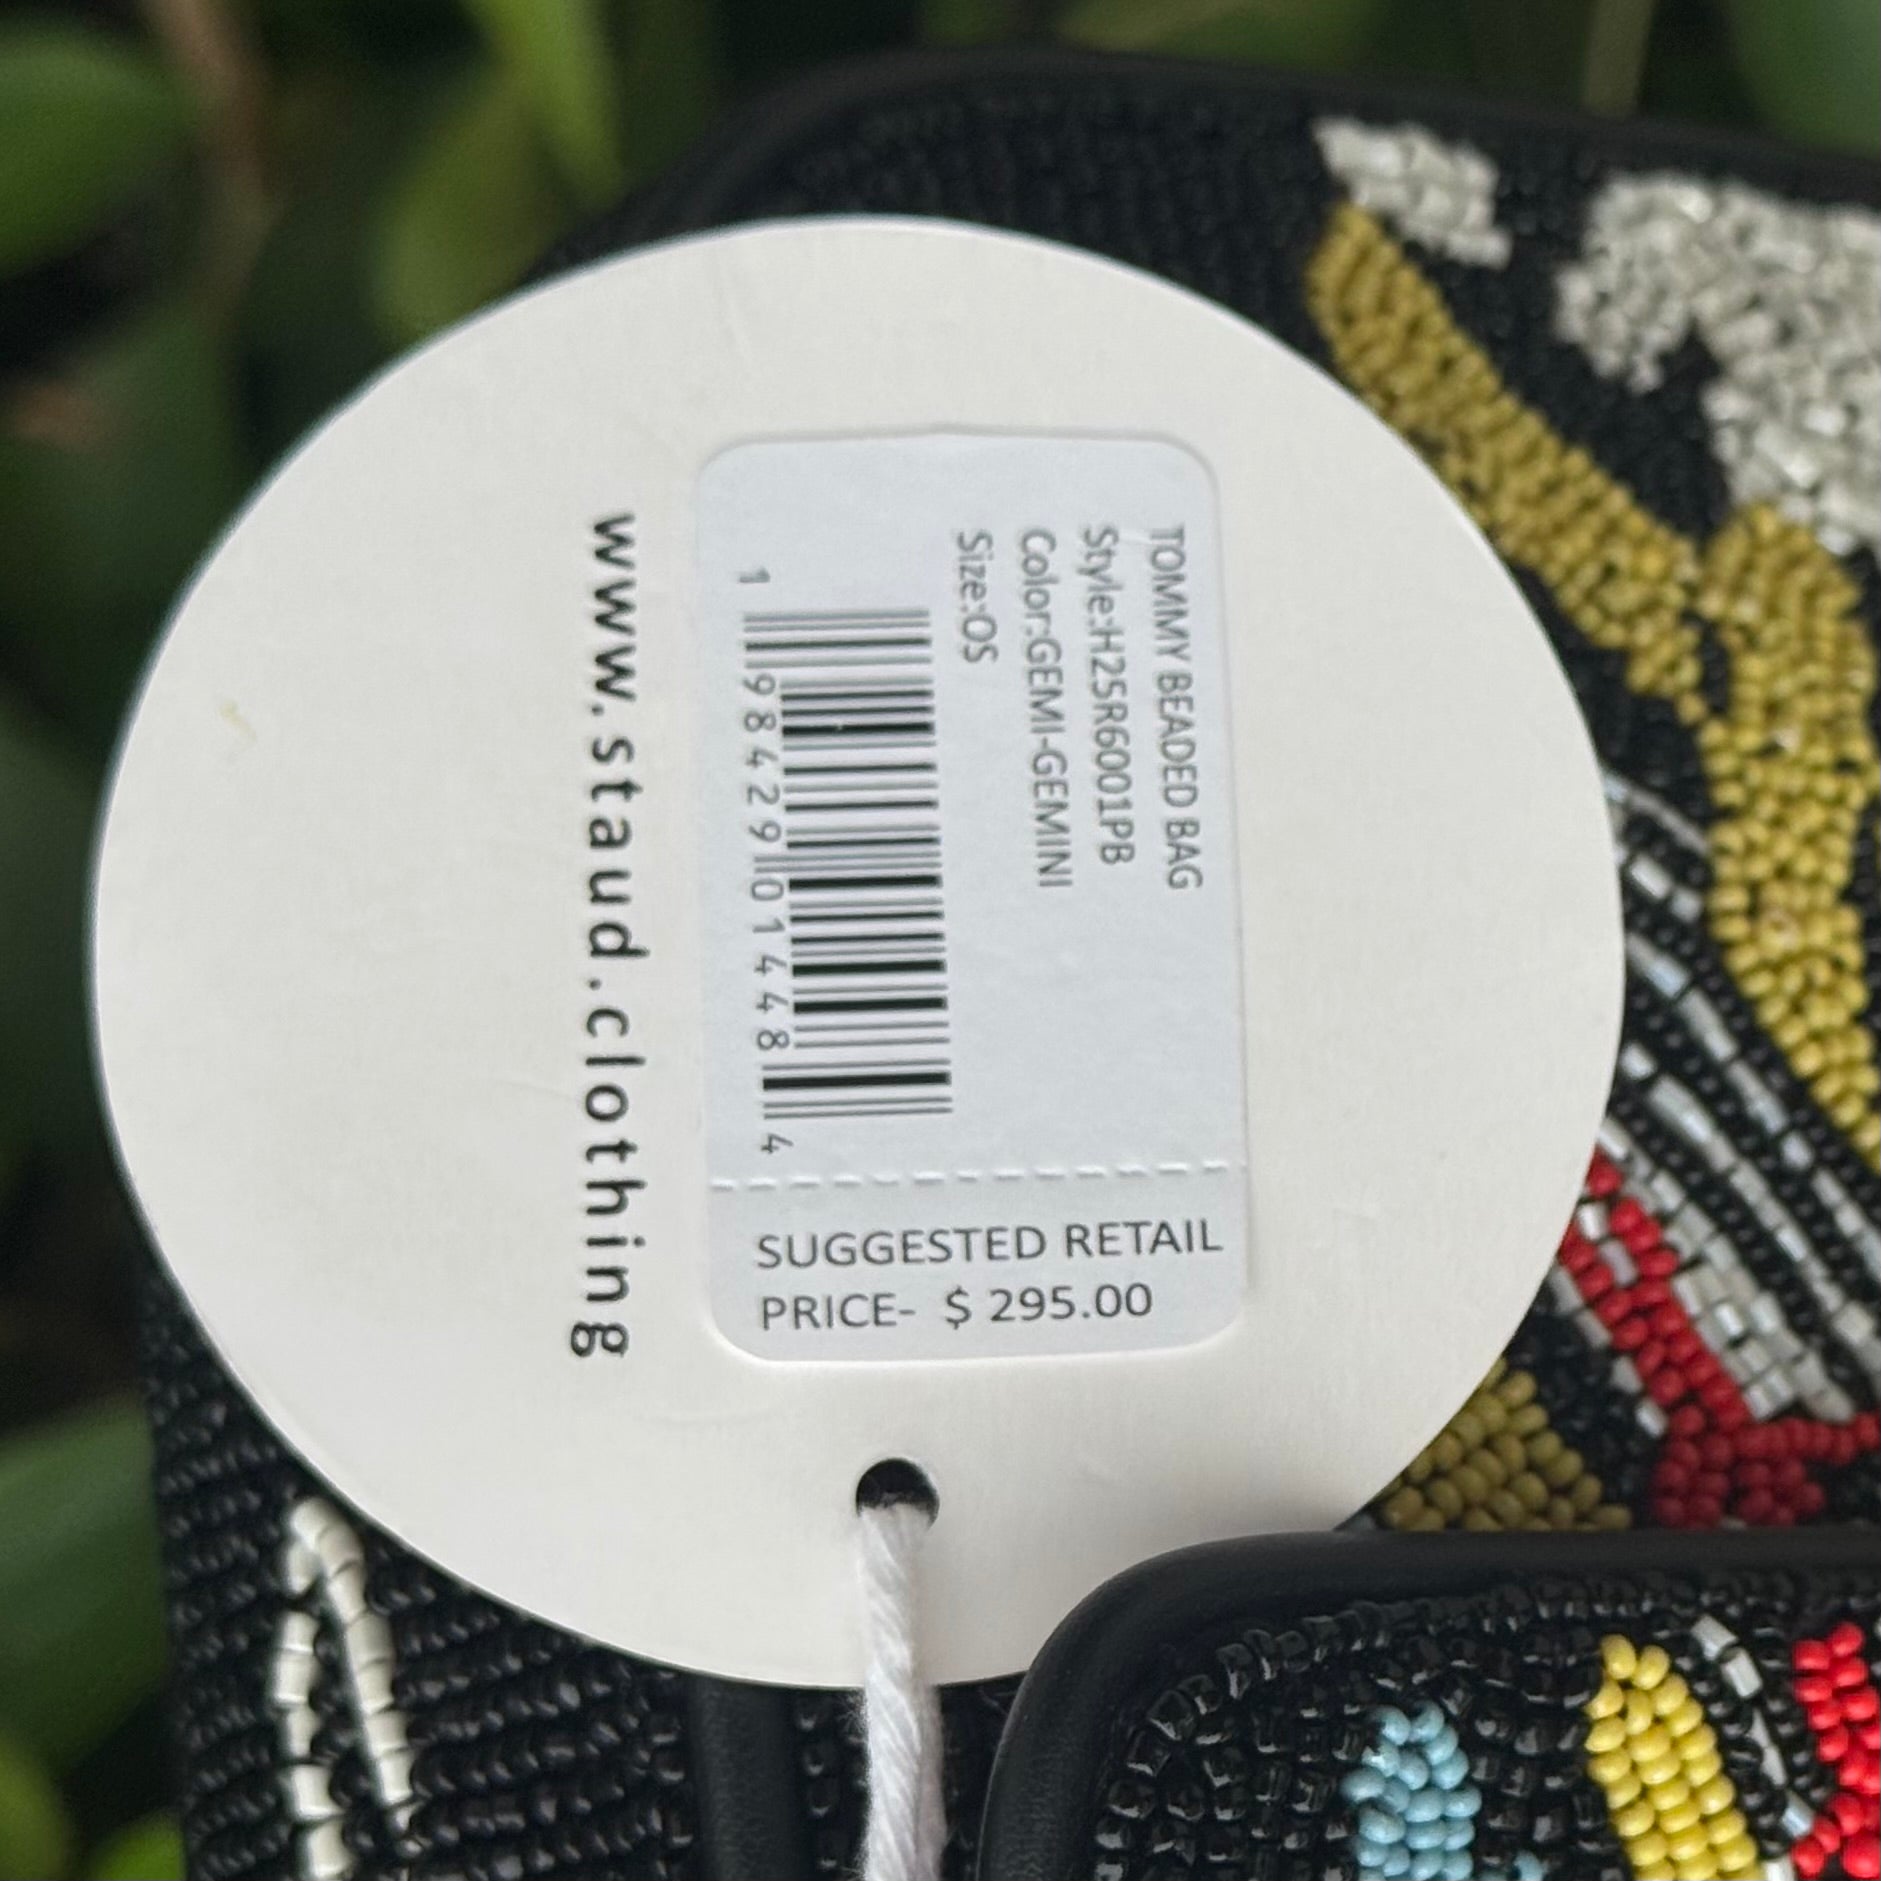 TOMMY BEADED BAG
Style:H25R6001PB
Color:GEMI-GEMINI
Size:OS
1 98429 01448 4
SUGGESTED RETAIL
PRICE- $ 295.00
www.staud.clothing